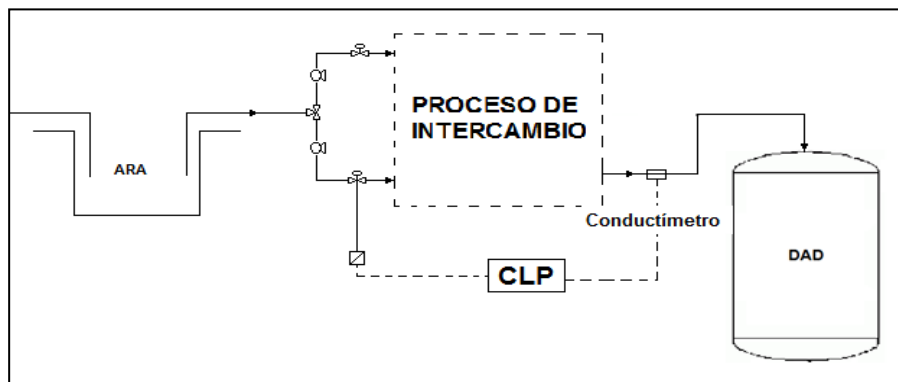 PROCESO DE
INTERCAMBIO
ARA
Conductímetro
CLP
DAD